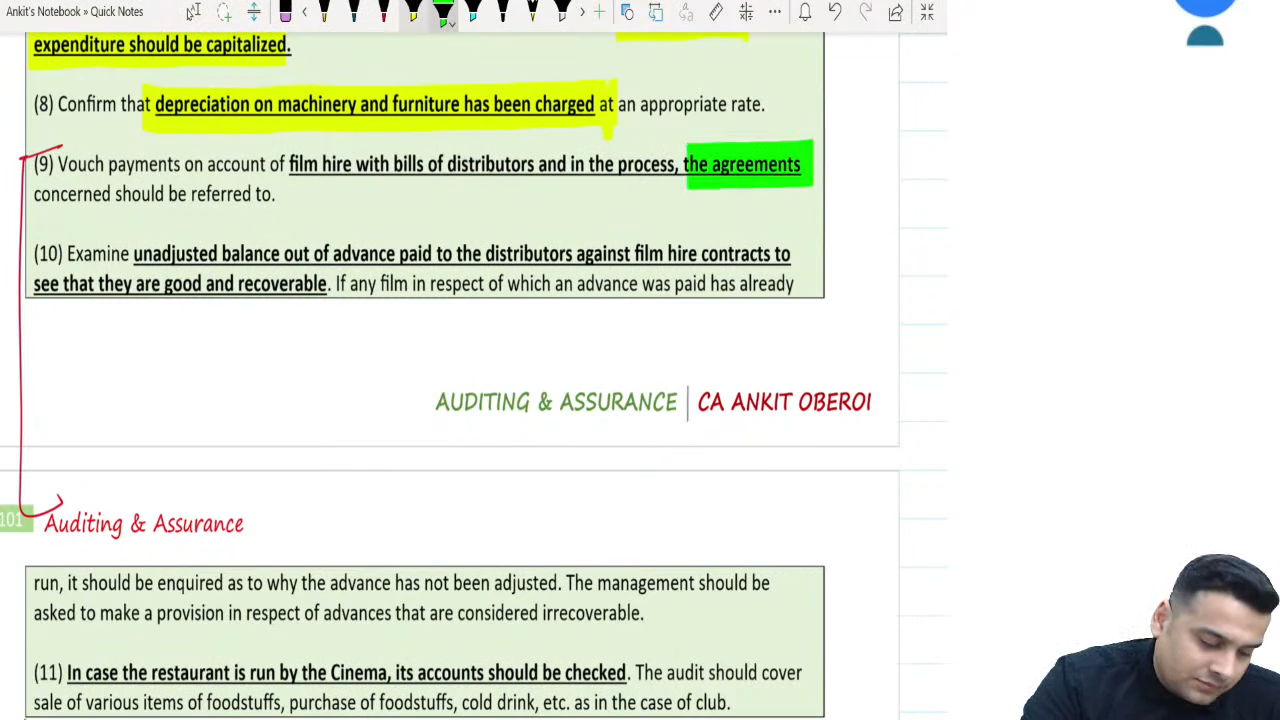 Ankit's Notebook » Quick Notes
expenditure should be capitalized.
(8) Confirm that depreciation on machinery and furniture has been charged at an appropriate rate.
(9) Vouch payments on account of film hire with bills of distributors and in the process, the agreements
concerned should be referred to.
(10) Examine unadjusted balance out of advance paid to the distributors against film hire contracts to
see that they are good and recoverable. If any film in respect of which an advance was paid has already
AUDITING & ASSURANCE | CA ANKIT OBEROI
101 Auditing & Assurance
run, it should be enquired as to why the advance has not been adjusted. The management should be
asked to make a provision in respect of advances that are considered irrecoverable.
(11) In case the restaurant is run by the Cinema, its accounts should be checked. The audit should cover
sale of various items of foodstuffs, purchase of foodstuffs, cold drink, etc. as in the case of club.